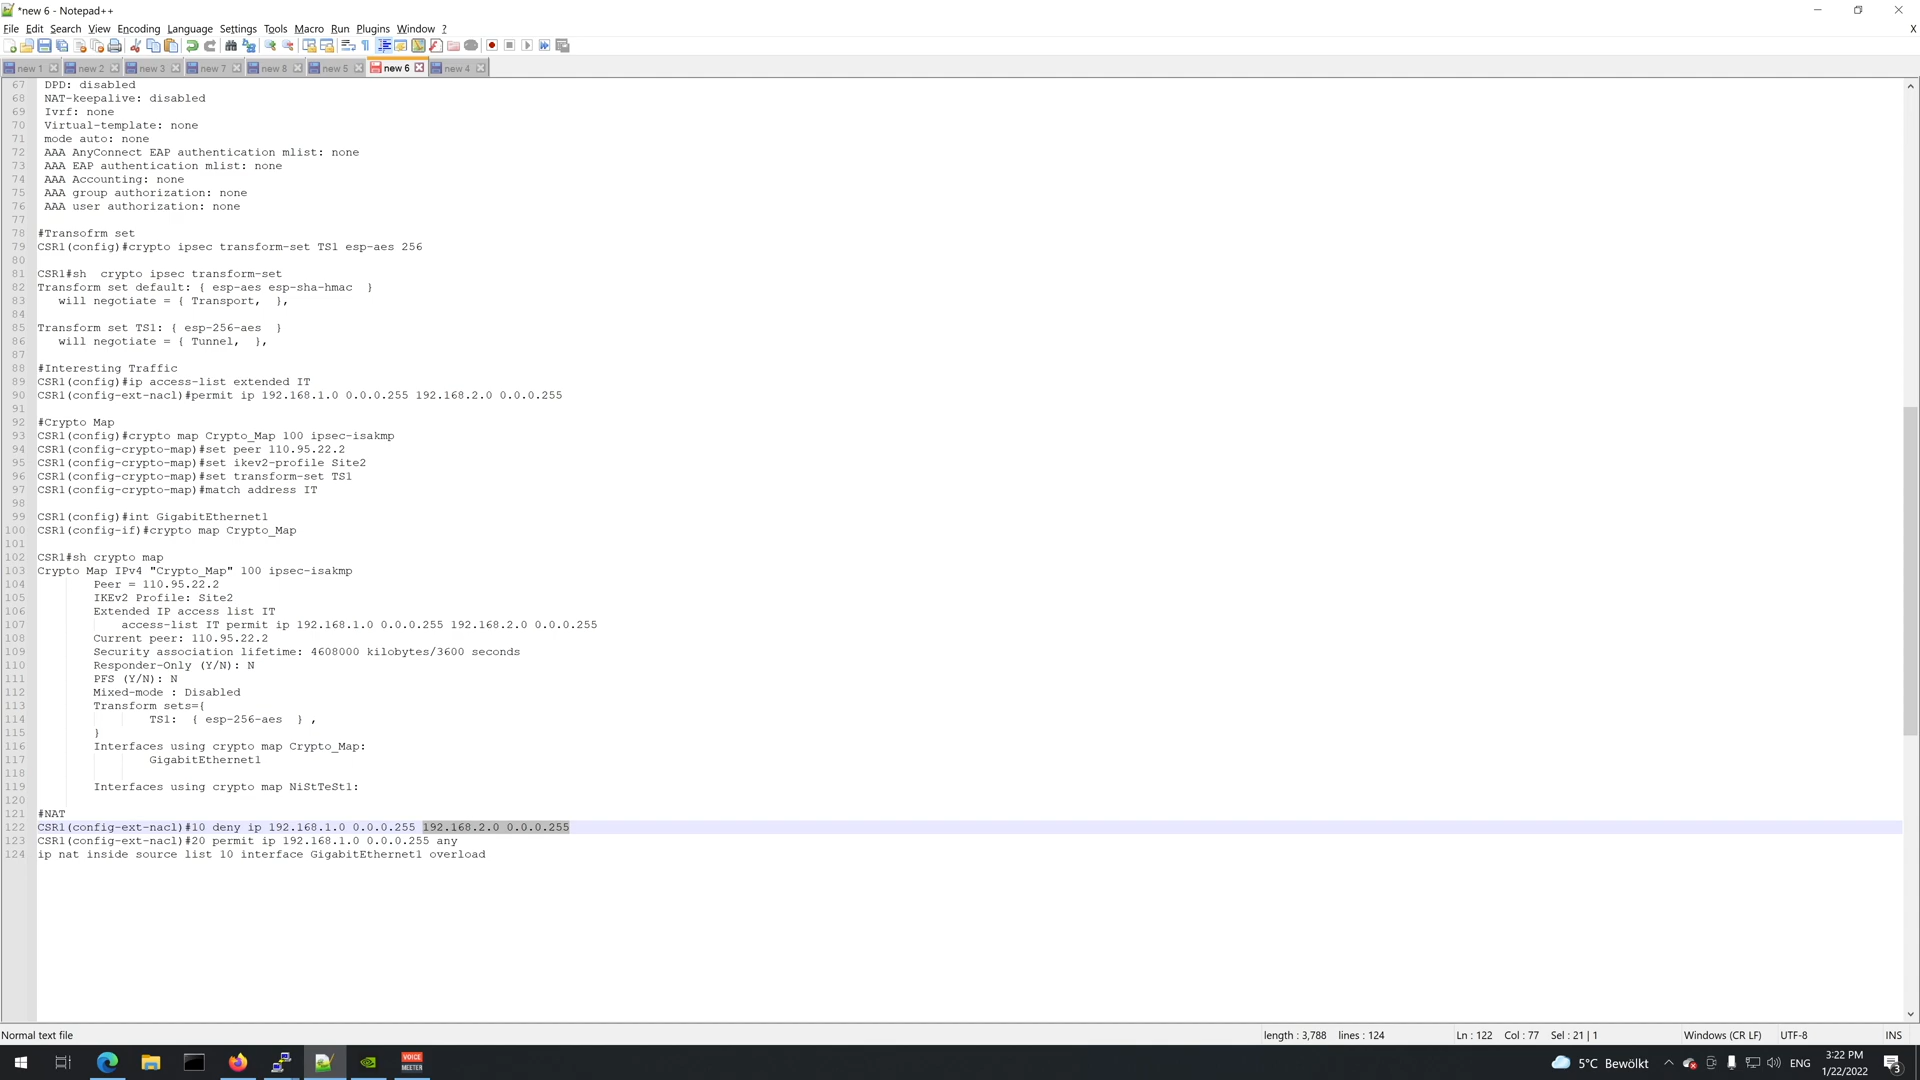 *new 6 - Notepad++
File Edit Search View Encoding Language Settings Tools Macro Run Plugins Window ? X
new 1 new 2 new 3 new 7 new 8 new 5 new 6 new 4
67 DPD: disabled
68 NAT-keepalive: disabled
69 Ivrf: none
70 Virtual-template: none
71 mode auto: none
72 AAA AnyConnect EAP authentication mlist: none
73 AAA EAP authentication mlist: none
74 AAA Accounting: none
75 AAA group authorization: none
76 AAA user authorization: none
77
78 #Transofrm set
79 CSR1(config)#crypto ipsec transform-set TS1 esp-aes 256
80
81 CSR1#sh  crypto ipsec transform-set
82 Transform set default: { esp-aes esp-sha-hmac  }
83    will negotiate = { Transport,  },
84
85 Transform set TS1: { esp-256-aes  }
86    will negotiate = { Tunnel,  },
87
88 #Interesting Traffic
89 CSR1(config)#ip access-list extended IT
90 CSR1(config-ext-nacl)#permit ip 192.168.1.0 0.0.0.255 192.168.2.0 0.0.0.255
91
92 #Crypto Map
93 CSR1(config)#crypto map Crypto_Map 100 ipsec-isakmp
94 CSR1(config-crypto-map)#set peer 110.95.22.2
95 CSR1(config-crypto-map)#set ikev2-profile Site2
96 CSR1(config-crypto-map)#set transform-set TS1
97 CSR1(config-crypto-map)#match address IT
98
99 CSR1(config)#int GigabitEthernet1
100 CSR1(config-if)#crypto map Crypto_Map
101
102 CSR1#sh crypto map
103 Crypto Map IPv4 "Crypto_Map" 100 ipsec-isakmp
104 Peer = 110.95.22.2
105 IKEv2 Profile: Site2
106 Extended IP access list IT
107 access-list IT permit ip 192.168.1.0 0.0.0.255 192.168.2.0 0.0.0.255
108 Current peer: 110.95.22.2
109 Security association lifetime: 4608000 kilobytes/3600 seconds
110 Responder-Only (Y/N): N
111 PFS (Y/N): N
112 Mixed-mode : Disabled
113 Transform sets={
114 TS1:  { esp-256-aes  } ,
115 }
116 Interfaces using crypto map Crypto_Map:
117 GigabitEthernet1
118
119 Interfaces using crypto map NiStTeSt1:
120
121 #NAT
122 CSR1(config-ext-nacl)#10 deny ip 192.168.1.0 0.0.0.255 192.168.2.0 0.0.0.255
123 CSR1(config-ext-nacl)#20 permit ip 192.168.1.0 0.0.0.255 any
124 ip nat inside source list 10 interface GigabitEthernet1 overload
Normal text file length : 3,788 lines : 124 Ln : 122 Col : 77 Sel : 21 | 1 Windows (CR LF) UTF-8 INS
VOICE MEETER 5°C Bewölkt ENG 3:22 PM 3
1/22/2022